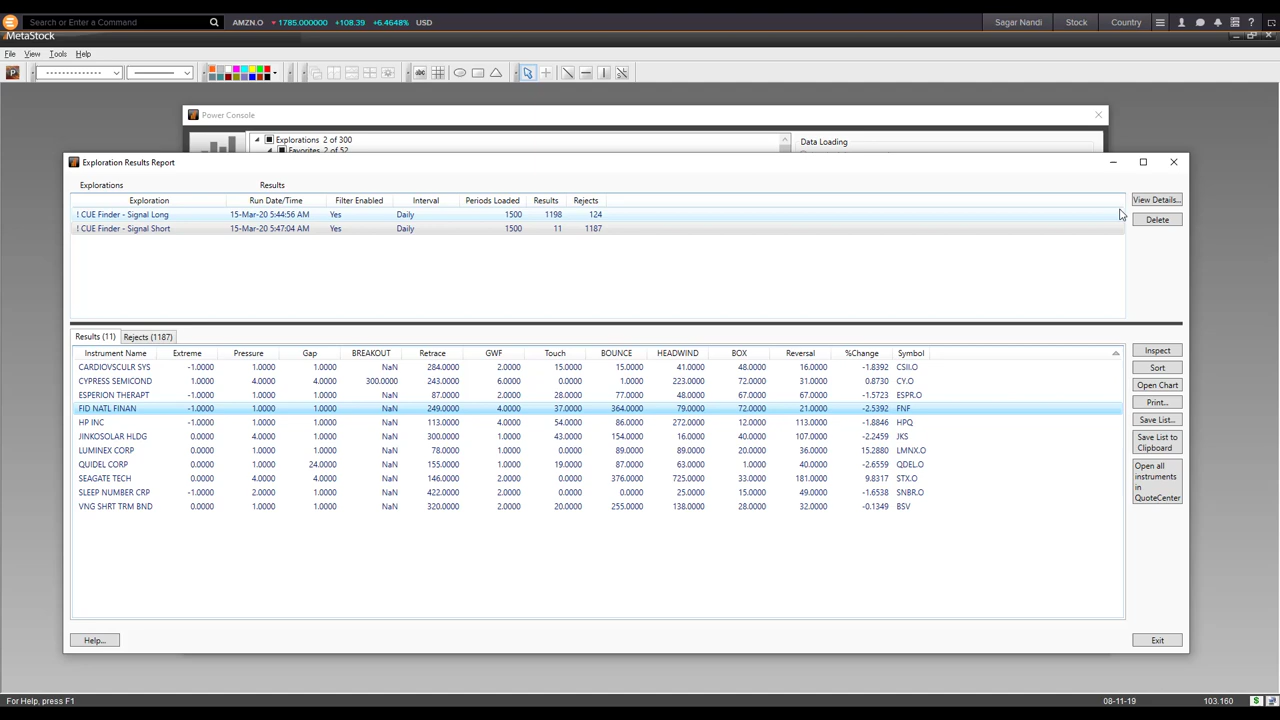 Search or Enter a Command AMZN.O 1785.000000 +108.39 +6.4648% USD Sagar Nandi Stock Country
MetaStock
File View Tools Help
Power Console
Explorations 2 of 300 Data Loading
Favorites 2 of 52
Exploration Results Report
Explorations Results
Exploration Run Date/Time Filter Enabled Interval Periods Loaded Results Rejects View Details...
! CUE Finder - Signal Long 15-Mar-20 5:44:56 AM Yes Daily 1500 1198 124
Delete
! CUE Finder - Signal Short 15-Mar-20 5:47:04 AM Yes Daily 1500 11 1187
Results (11) Rejects (1187)
Instrument Name Extreme Pressure Gap BREAKOUT Retrace GWF Touch BOUNCE HEADWIND BOX Reversal %Change Symbol Inspect
CARDIOVSCULR SYS -1.0000 1.0000 1.0000 NaN 284.0000 2.0000 15.0000 15.0000 41.0000 48.0000 16.0000 -1.8392 CSII.O Sort
CYPRESS SEMICOND 0.0000 4.0000 4.0000 300.0000 243.0000 6.0000 0.0000 1.0000 223.0000 72.0000 31.0000 0.8730 CY.O Open Chart
ESPERION THERAPT -1.0000 1.0000 1.0000 NaN 87.0000 2.0000 28.0000 77.0000 48.0000 67.0000 67.0000 -1.5723 ESPR.O Print...
FID NATL FINAN -1.0000 1.0000 1.0000 NaN 249.0000 4.0000 37.0000 364.0000 79.0000 72.0000 21.0000 -2.5392 FNF
HP INC -1.0000 1.0000 1.0000 NaN 113.0000 4.0000 54.0000 86.0000 272.0000 12.0000 113.0000 -1.8846 HPQ Save List...
JINKOSOLAR HLDG 0.0000 4.0000 1.0000 NaN 300.0000 2.0000 43.0000 154.0000 16.0000 40.0000 107.0000 -2.2459 JKS Save List to
LUMINEX CORP 0.0000 1.0000 1.0000 NaN 78.0000 1.0000 0.0000 89.0000 89.0000 20.0000 36.0000 15.2880 LMNX.O Clipboard
QUIDEL CORP 0.0000 1.0000 24.0000 NaN 155.0000 1.0000 19.0000 87.0000 63.0000 1.0000 40.0000 -2.6559 QDEL.O Open all
SEAGATE TECH 0.0000 4.0000 4.0000 NaN 146.0000 2.0000 0.0000 376.0000 725.0000 33.0000 181.0000 9.8317 STX.O instruments
in
SLEEP NUMBER CRP -1.0000 2.0000 1.0000 NaN 422.0000 2.0000 0.0000 0.0000 25.0000 15.0000 49.0000 -1.6538 SNBR.O QuoteCenter
VNG SHRT TRM BND 0.0000 1.0000 1.0000 NaN 320.0000 2.0000 20.0000 255.0000 138.0000 28.0000 32.0000 -0.1349 BSV
Help... Exit
For Help, press F1 08-11-19 103.160